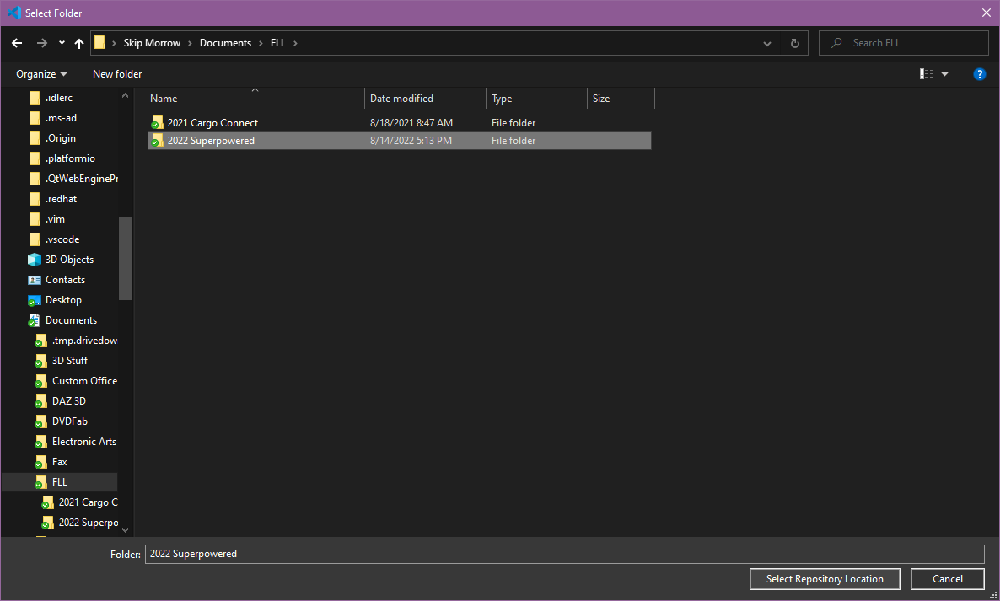 Select Folder
Skip Morrow > Documents > FLL >
Search FLL
Organize
New folder
?
Name
Date modified
Type
Size
2021 Cargo Connect 8/18/2021 8:47 AM File folder
2022 Superpowered 8/14/2022 5:13 PM File folder
.idlerc
.ms-ad
.Origin
.platformio
.QtWebEnginePr
.redhat
.vim
.vscode
3D Objects
Contacts
Desktop
Documents
.tmp.drivedow
3D Stuff
Custom Office
DAZ 3D
DVDFab
Electronic Arts
Fax
FLL
2021 Cargo C
2022 Superpo
Folder: 2022 Superpowered
Select Repository Location
Cancel